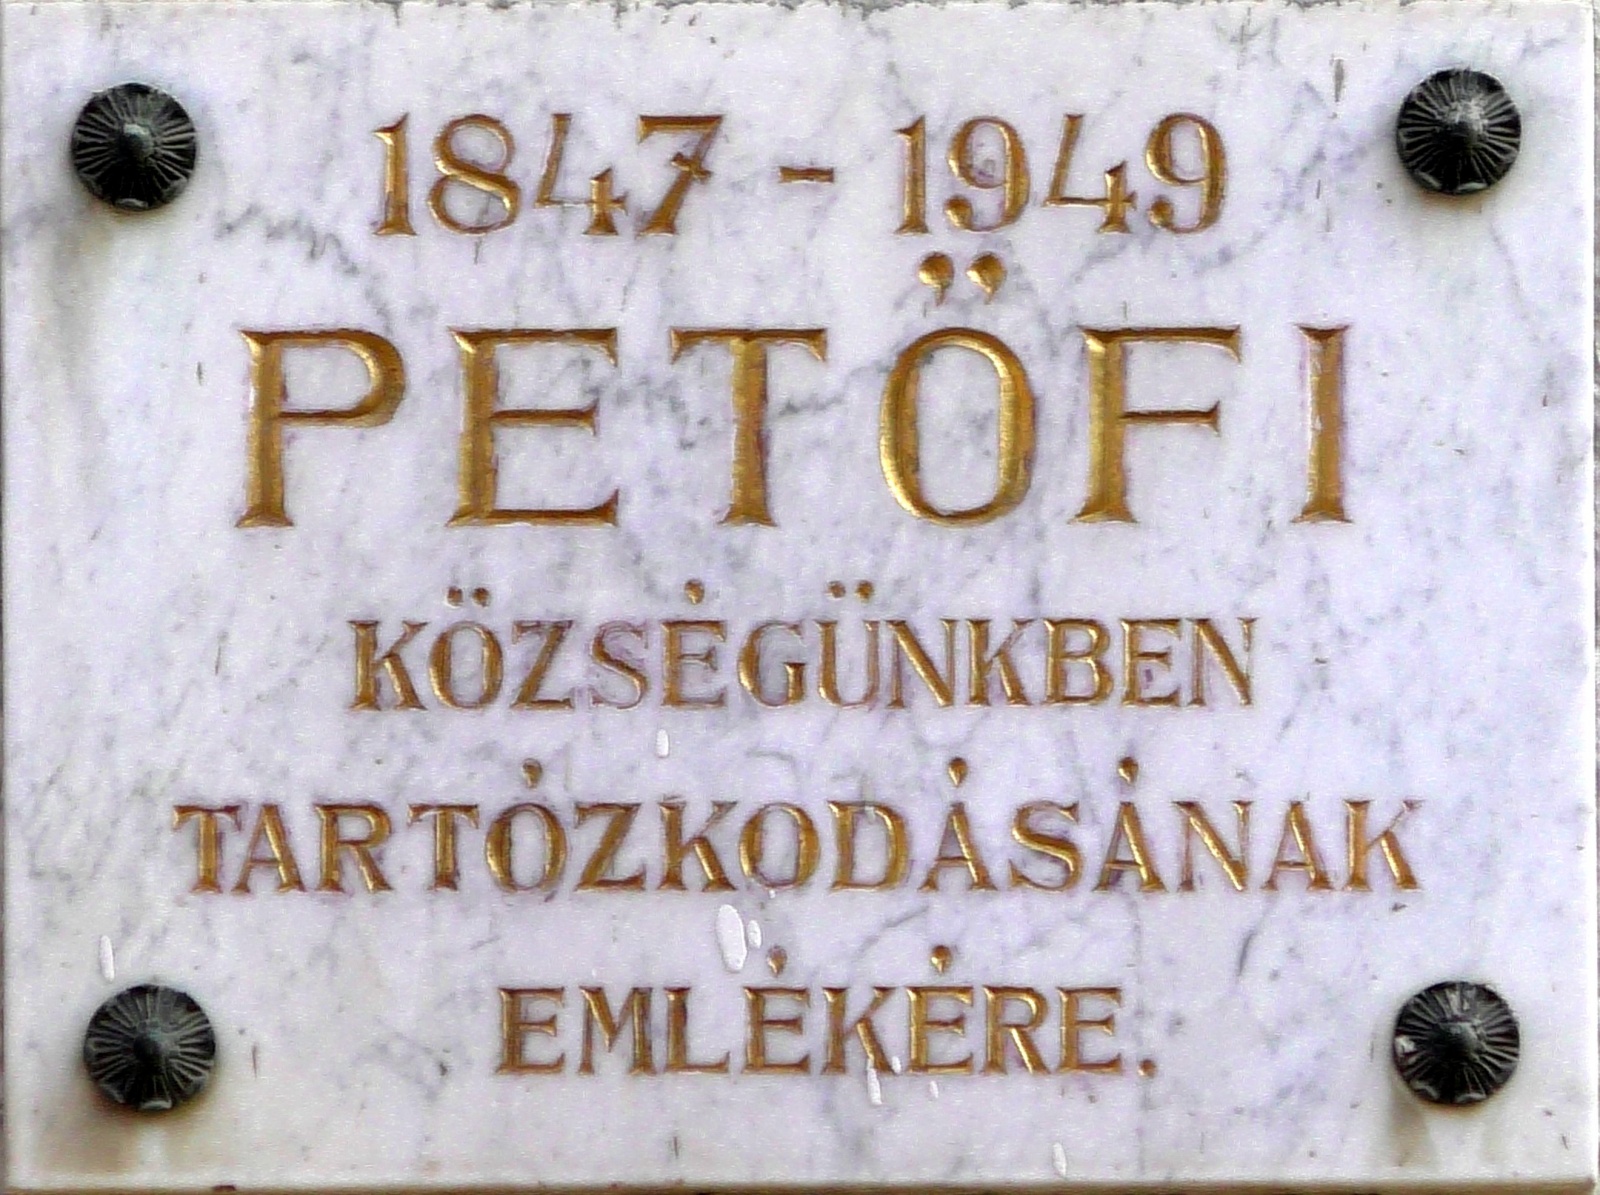 1847 - 1949
PETŐFI
KÖZSÉGÜNKBEN
TARTÓZKODÁSÁNAK
EMLÉKÉRE.